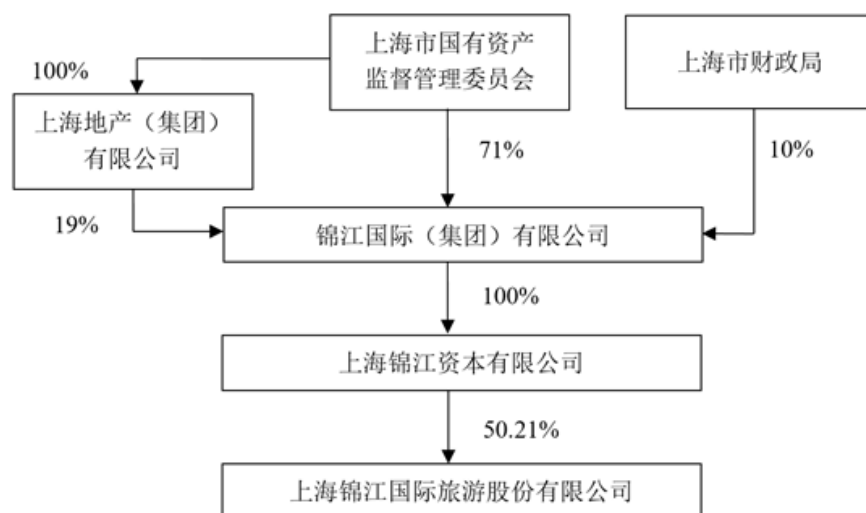 上海市国有资产
监督管理委员会
上海市财政局
100%
上海地产（集团）
有限公司
71%
10%
19%
锦江国际（集团）有限公司
100%
上海锦江资本有限公司
50.21%
上海锦江国际旅游股份有限公司